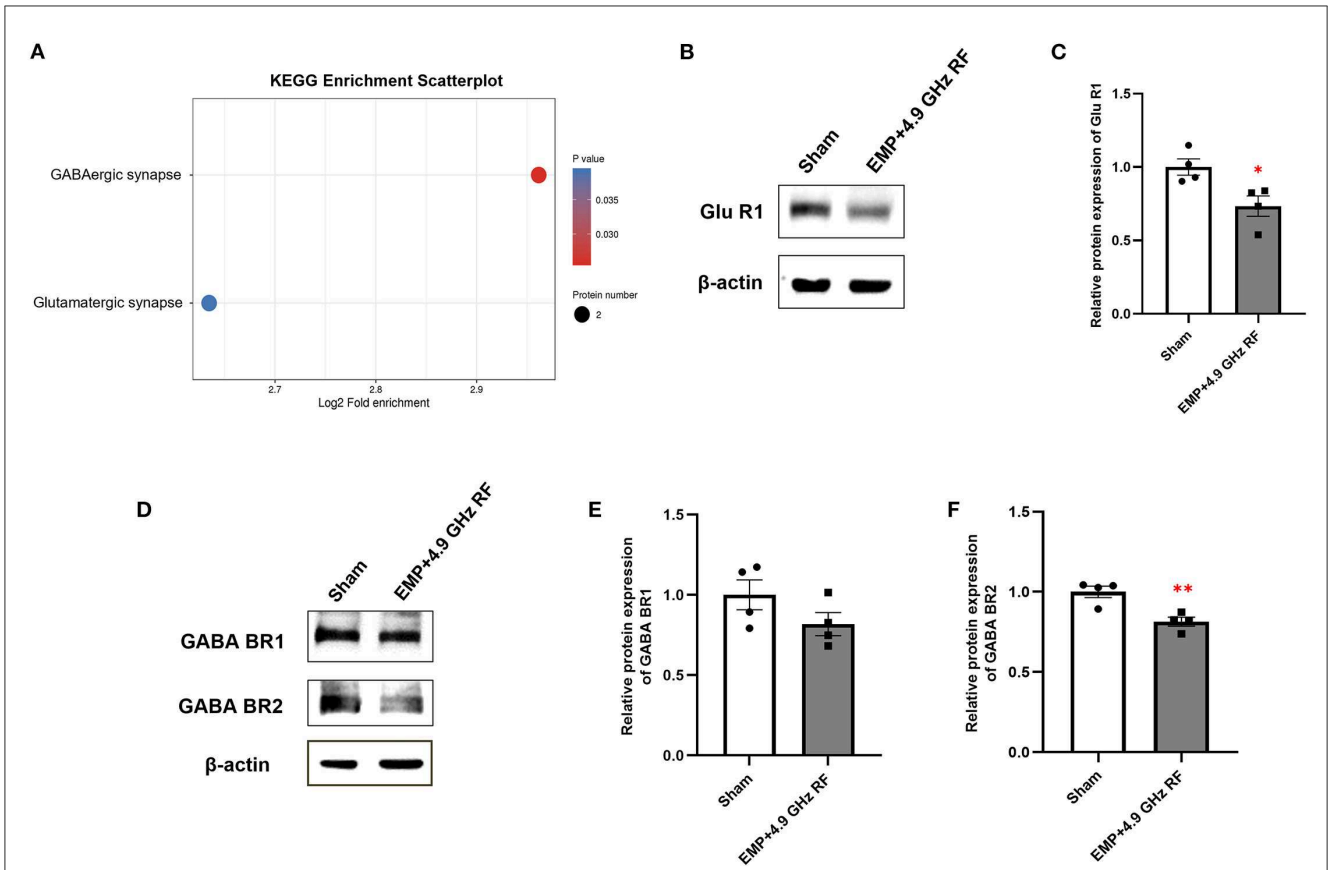 A
KEGG Enrichment Scatterplot
GABAergic synapse
Glutamatergic synapse
2.7
2.8
2.9
Log2 Fold enrichment
P value
0.035
0.030
Protein number
2
B
Sham
EMP+4.9 GHz RF
Glu R1
β-actin
C
Relative protein expression of Glu R1
1.5
1.0
0.5
0.0
*
Sham
EMP+4.9 GHz RF
D
Sham
EMP+4.9 GHz RF
GABA BR1
GABA BR2
β-actin
E
Relative protein expression
of GABA BR1
1.5
1.0
0.5
0.0
Sham
EMP+4.9 GHz RF
F
Relative protein expression
of GABA BR2
1.5
1.0
0.5
0.0
**
Sham
EMP+4.9 GHz RF